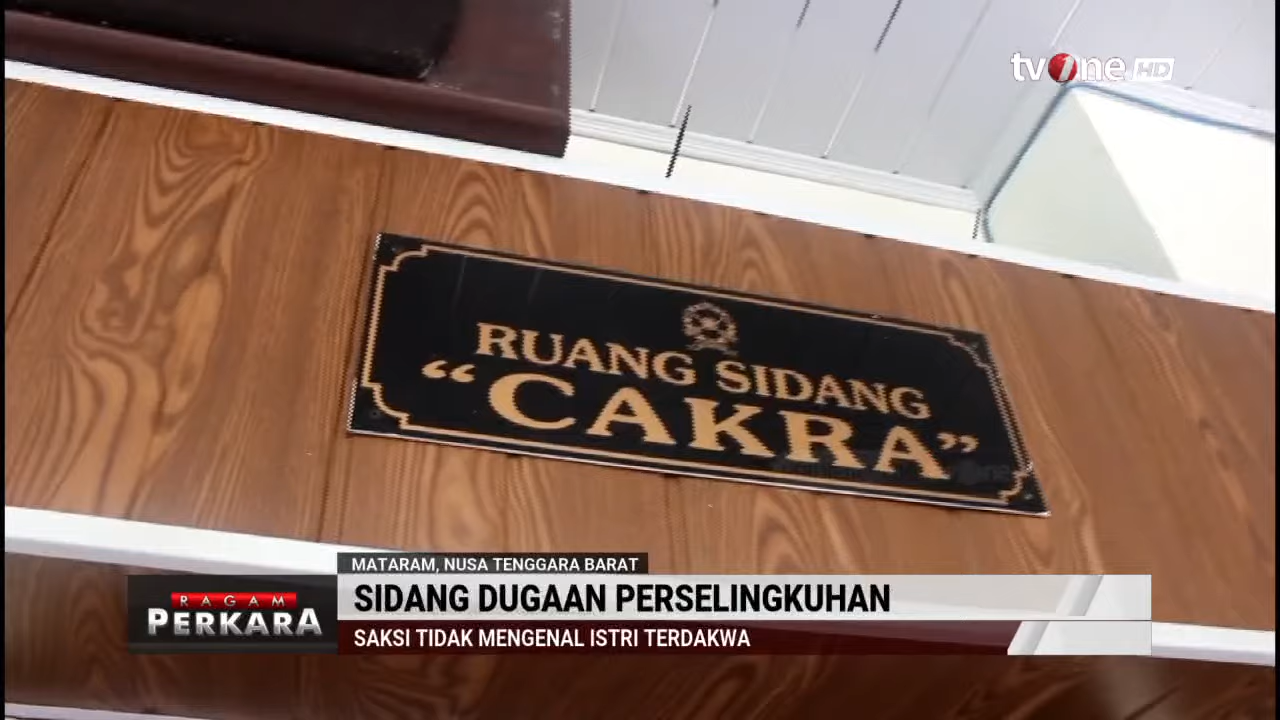 tvOne HD
RUANG SIDANG
“CAKRA”
MATARAM, NUSA TENGGARA BARAT
RAGAM
PERKARA
SIDANG DUGAAN PERSELINGKUHAN
SAKSI TIDAK MENGENAL ISTRI TERDAKWA